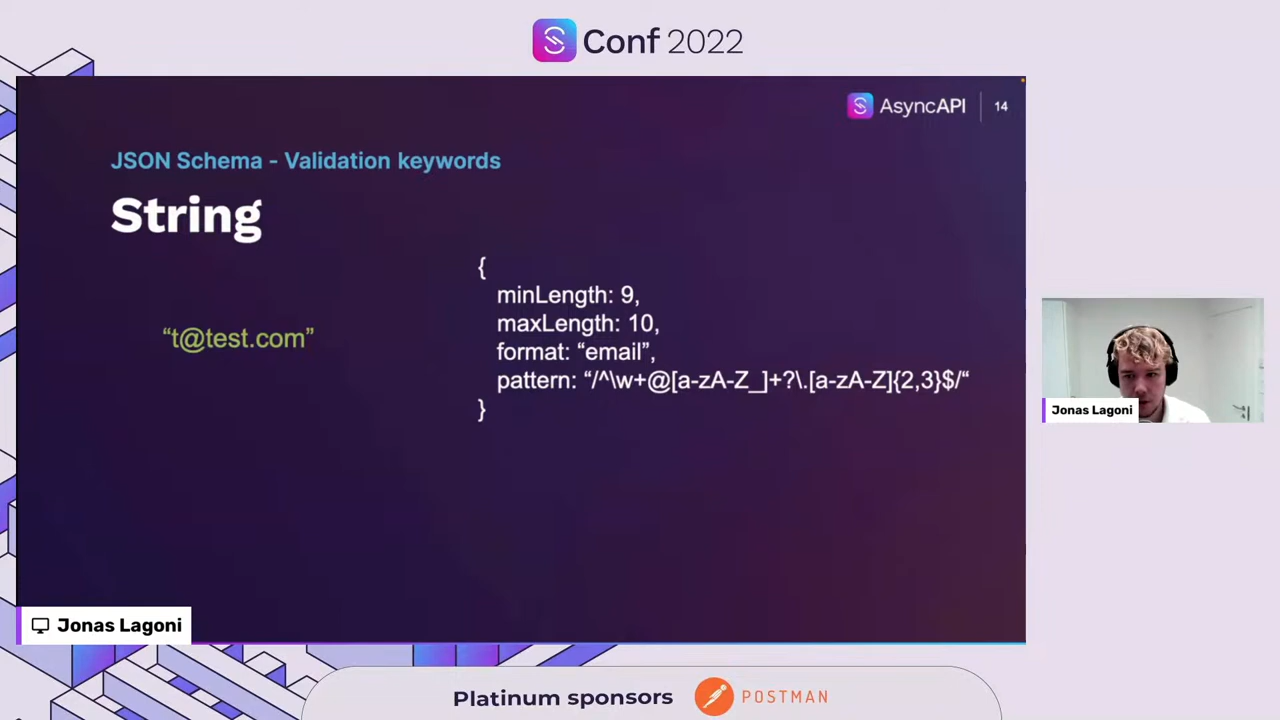 Conf 2022
AsyncAPI
14
JSON Schema - Validation keywords
String
“t@test.com”
{
minLength: 9,
maxLength: 10,
format: “email”,
pattern: “/^\w+@[a-zA-Z_]+?\.[a-zA-Z]{2,3}$/“
}
Jonas Lagoni
Jonas Lagoni
Platinum sponsors
POSTMAN